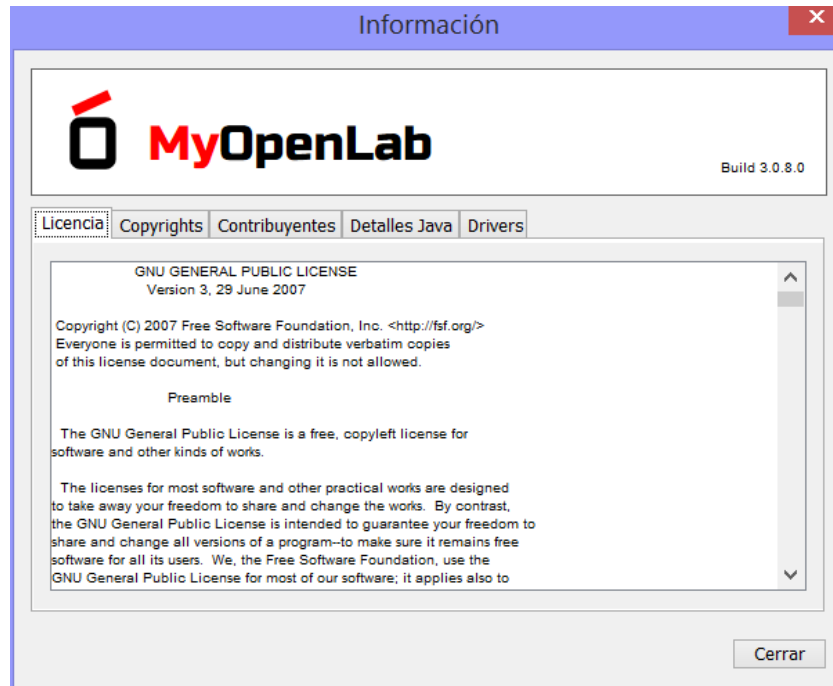 Información
MyOpenLab
Build 3.0.8.0
Licencia Copyrights Contribuyentes Detalles Java Drivers
GNU GENERAL PUBLIC LICENSE
Version 3, 29 June 2007
Copyright (C) 2007 Free Software Foundation, Inc. <http://fsf.org/>
Everyone is permitted to copy and distribute verbatim copies
of this license document, but changing it is not allowed.
Preamble
The GNU General Public License is a free, copyleft license for
software and other kinds of works.
The licenses for most software and other practical works are designed
to take away your freedom to share and change the works.  By contrast,
the GNU General Public License is intended to guarantee your freedom to
share and change all versions of a program--to make sure it remains free
software for all its users.  We, the Free Software Foundation, use the
GNU General Public License for most of our software; it applies also to
Cerrar